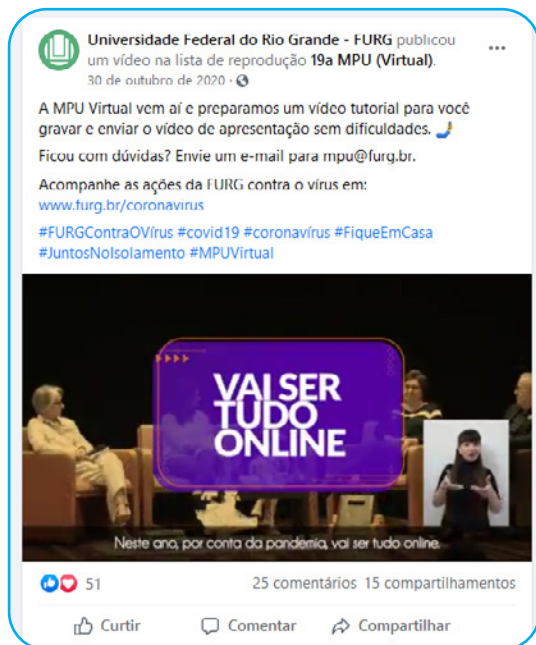 Universidade Federal do Rio Grande - FURG publicou
um vídeo na lista de reprodução 19a MPU (Virtual).
30 de outubro de 2020 ·
A MPU Virtual vem aí e preparamos um vídeo tutorial para você
gravar e enviar o vídeo de apresentação sem dificuldades.
Ficou com dúvidas? Envie um e-mail para mpu@furg.br.
Acompanhe as ações da FURG contra o vírus em:
www.furg.br/coronavirus
#FURGContraOVírus #covid19 #coronavírus #FiqueEmCasa
#JuntosNoIsolamento #MPUVirtual
VAI SER
TUDO
ONLINE
Neste ano, por conta da pandemia, vai ser tudo online.
51
25 comentários 15 compartilhamentos
Curtir Comentar Compartilhar